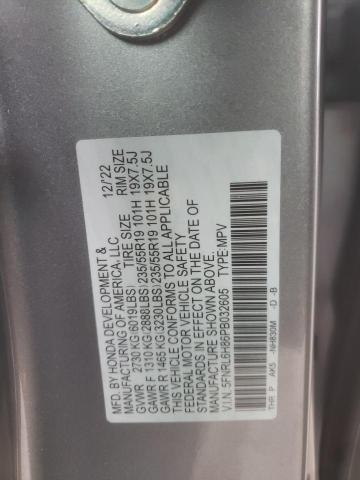 MFD. BY HONDA DEVELOPMENT & 12/'22
MANUFACTURING OF AMERICA, LLC
TIRE SIZE RIM SIZE
GVWR 2730 KG(6019LBS)
GAWR F 1310 KG(2888LBS)235/55R19 101H 19X7.5J
GAWR R 1465 KG(3230LBS)235/55R19 101H 19X7.5J
THIS VEHICLE CONFORMS TO ALL APPLICABLE
FEDERAL MOTOR VEHICLE SAFETY
STANDARDS IN EFFECT ON THE DATE OF
MANUFACTURE SHOWN ABOVE.
V.I.N. 5FNRL6H86PB032605 TYPE:MPV
THR P AK5 -NH830M -D -B